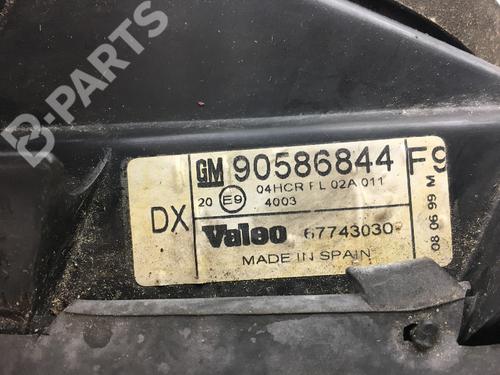 B-PARTS
GM 90586844 F9
04HCR FL 02A 011
20 E9 4003
DX
Valeo 67743030
MADE IN SPAIN
08 06 99 M
B-PARTS